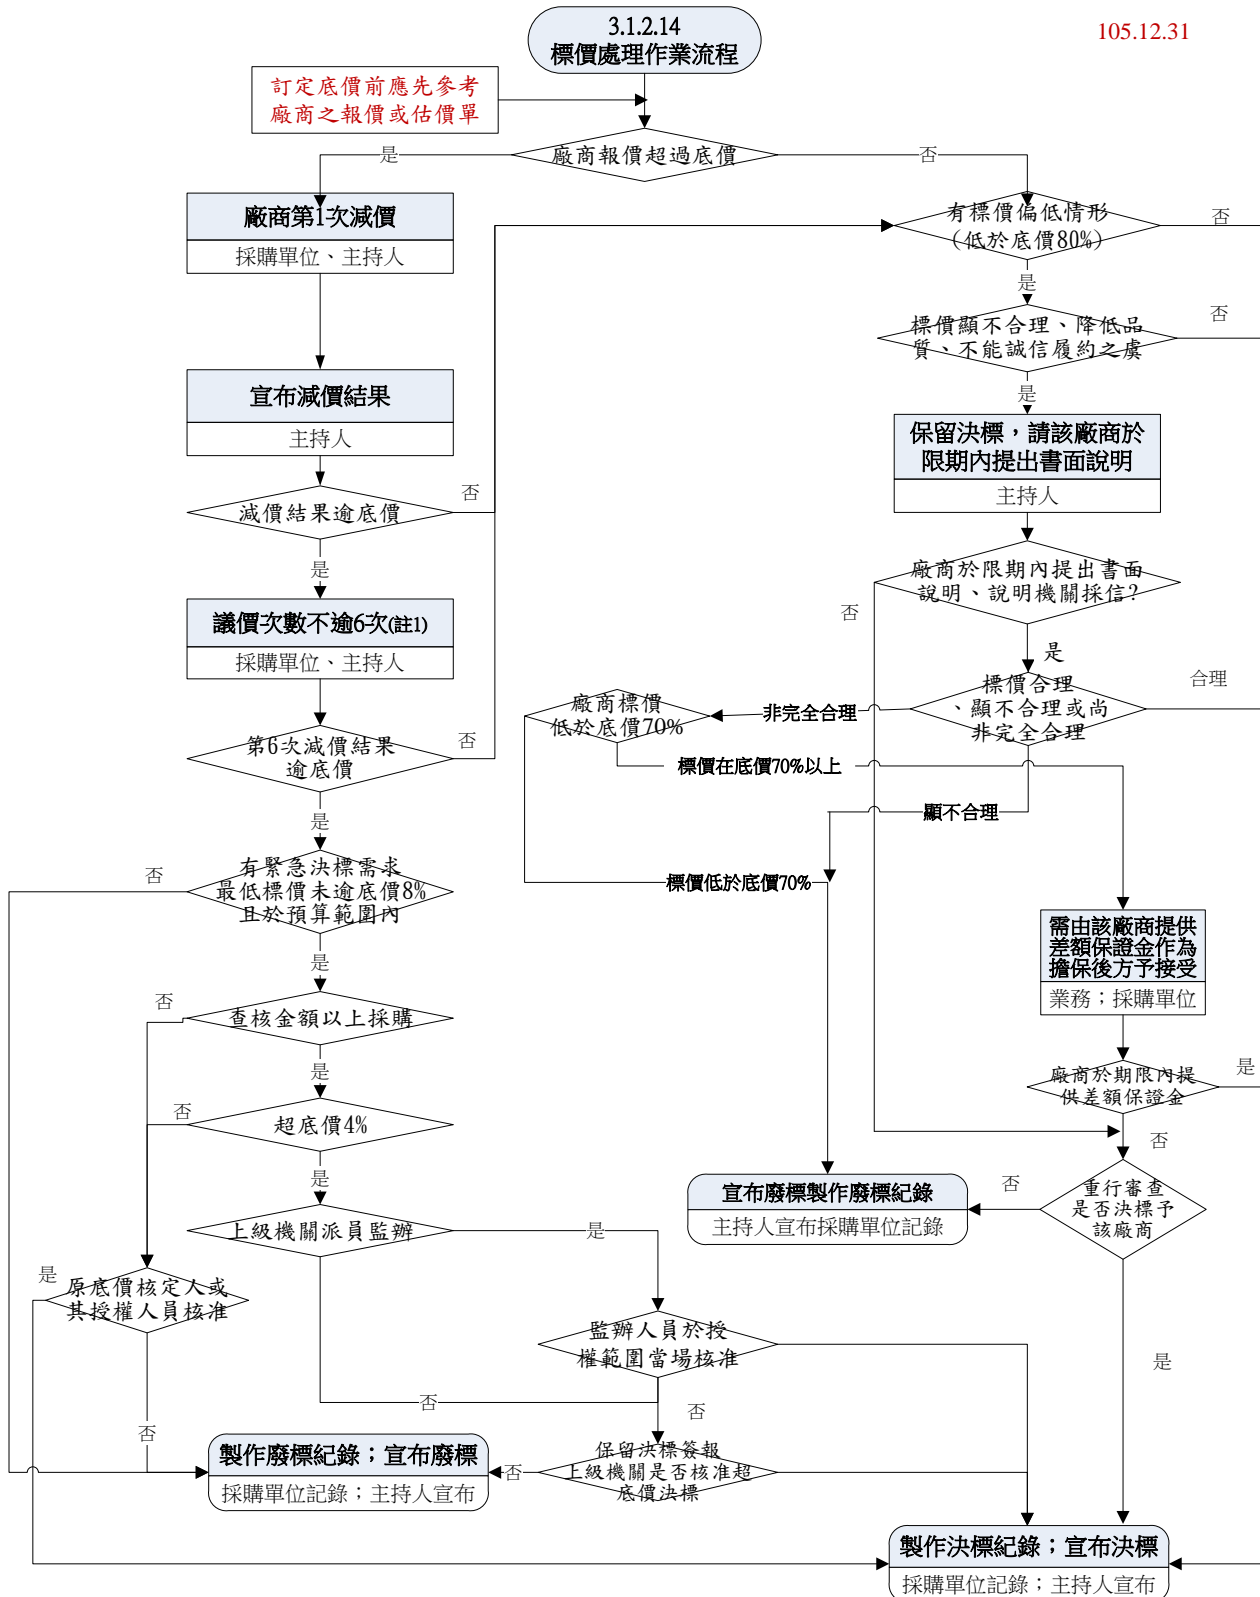 3.1.2.14
標價處理作業流程
105.12.31
訂定底價前應先參考
廠商之報價或估價單
廠商報價超過底價
是
否
廠商第1次減價
採購單位、主持人
宣布減價結果
主持人
減價結果逾底價
否
是
議價次數不逾6次(註1)
採購單位、主持人
第6次減價結果
逾底價
否
是
有緊急決標需求
最低標價未逾底價8%
且於預算範圍內
否
是
查核金額以上採購
否
是
超底價4%
否
是
上級機關派員監辦
是
否
原底價核定人或
其授權人員核准
是
否
監辦人員於授
權範圍當場核准
否
保留決標簽報
上級機關是否核准超
底價決標
否
製作廢標紀錄；宣布廢標
採購單位記錄；主持人宣布
有標價偏低情形
(低於底價80%)
否
是
標價顯不合理、降低品
質、不能誠信履約之虞
否
是
保留決標，請該廠商於
限期內提出書面說明
主持人
廠商於限期內提出書面
說明、說明機關採信?
否
是
標價合理
、顯不合理或尚
非完全合理
合理
非完全合理
顯不合理
廠商標價
低於底價70%
標價在底價70%以上
標價低於底價70%
需由該廠商提供
差額保證金作為
擔保後方予接受
業務；採購單位
廠商於期限內提
供差額保證金
是
否
重行審查
是否決標予
該廠商
否
是
宣布廢標製作廢標紀錄
主持人宣布採購單位記錄
製作決標紀錄；宣布決標
採購單位記錄；主持人宣布